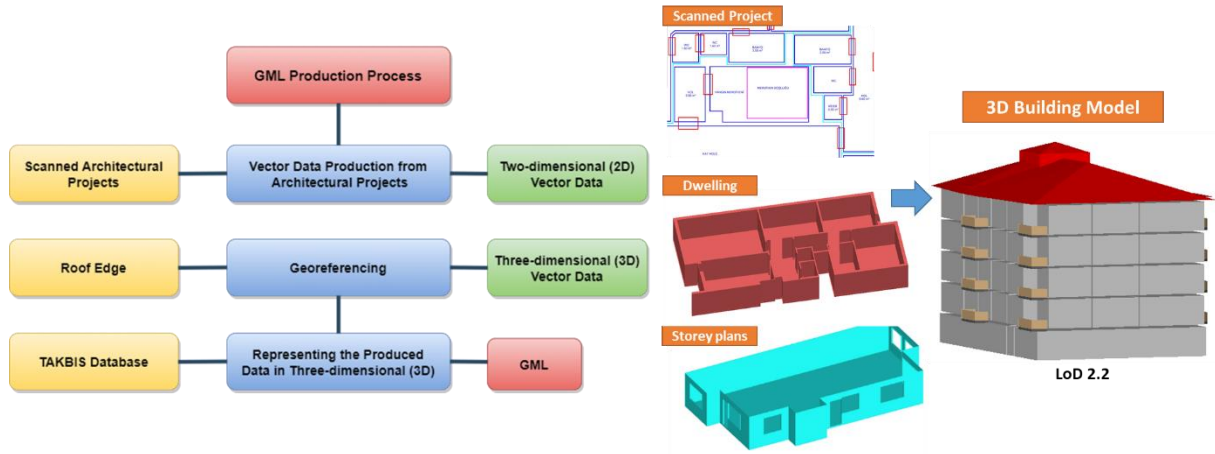 GML Production Process
Scanned Architectural
Projects
Vector Data Production from
Architectural Projects
Two-dimensional (2D)
Vector Data
Roof Edge
Georeferencing
Three-dimensional (3D)
Vector Data
TAKBIS Database
Representing the Produced
Data in Three-dimensional (3D)
GML
Scanned Project
Dwelling
Storey plans
3D Building Model
LoD 2.2